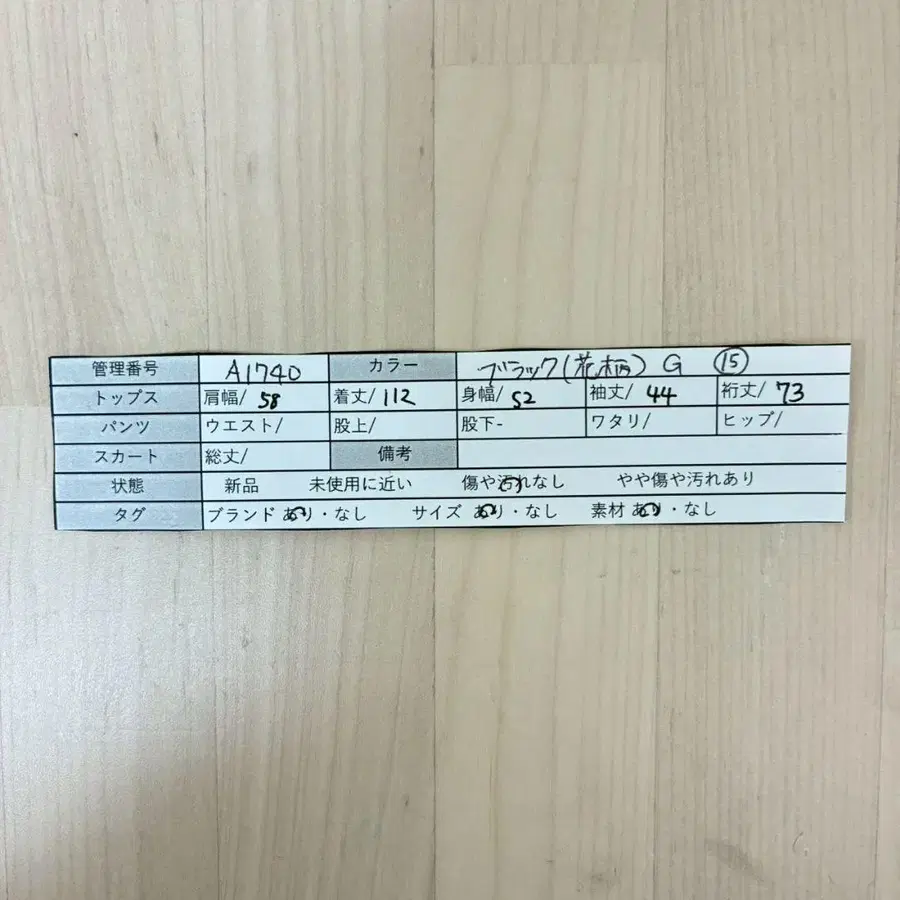 管理番号 A1740 カラー ブラック(花柄) G ⑮
トップス 肩幅/ 58 着丈/ 112 身幅/ 52 袖丈/ 44 裄丈/ 73
パンツ ウエスト/ 股上/ 股下- ワタリ/ ヒップ/
スカート 総丈/ 備考
状態 新品 未使用に近い 傷や汚れなし やや傷や汚れあり
タグ ブランド あり・なし サイズ あり・なし 素材 あり・なし